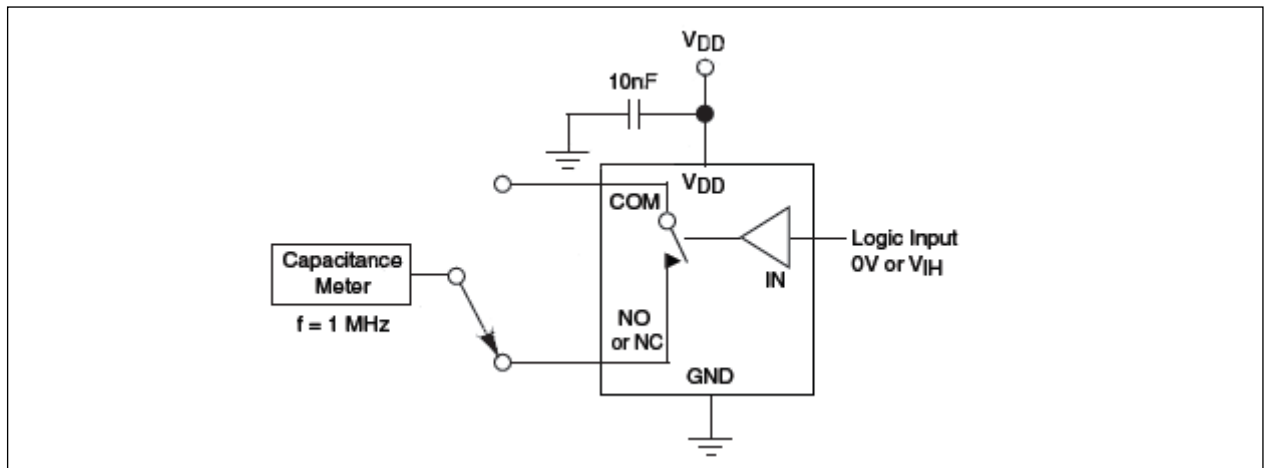 VDD
10nF
VDD
COM
Logic Input
0V or VIH
IN
Capacitance
Meter
f = 1 MHz
NO
or NC
GND